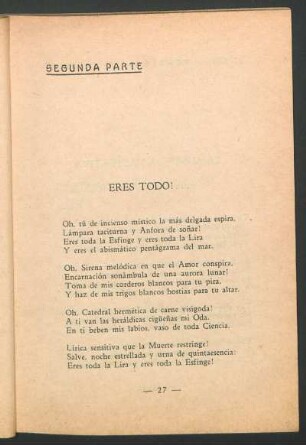 SEGUNDA PARTE
ERES TODO!
Oh, tú de incienso místico la más delgada espira,
Lámpara taciturna y Anfora de soñar!
Eres toda la Esfinge y eres toda la Lira
Y eres el abismático pentágrama del mar.
Oh, Sirena melódica en que el Amor conspira,
Encarnación sonámbula de una aurora lunar!
Toma de mis corderos blancos para tu pira,
Y haz de mis trigos blancos hostias para tu altar.
Oh, Catedral hermética de carne visigoda!
A ti van las heráldicas cigüeñas mi Oda.
En ti beben mis labios, vaso de toda Ciencia.
Lírica sensitiva que la Muerte restringe!
Salve, noche estrellada y urna de quintaesencia:
Eres toda la Lira y eres toda la Esfinge!
— 27 —